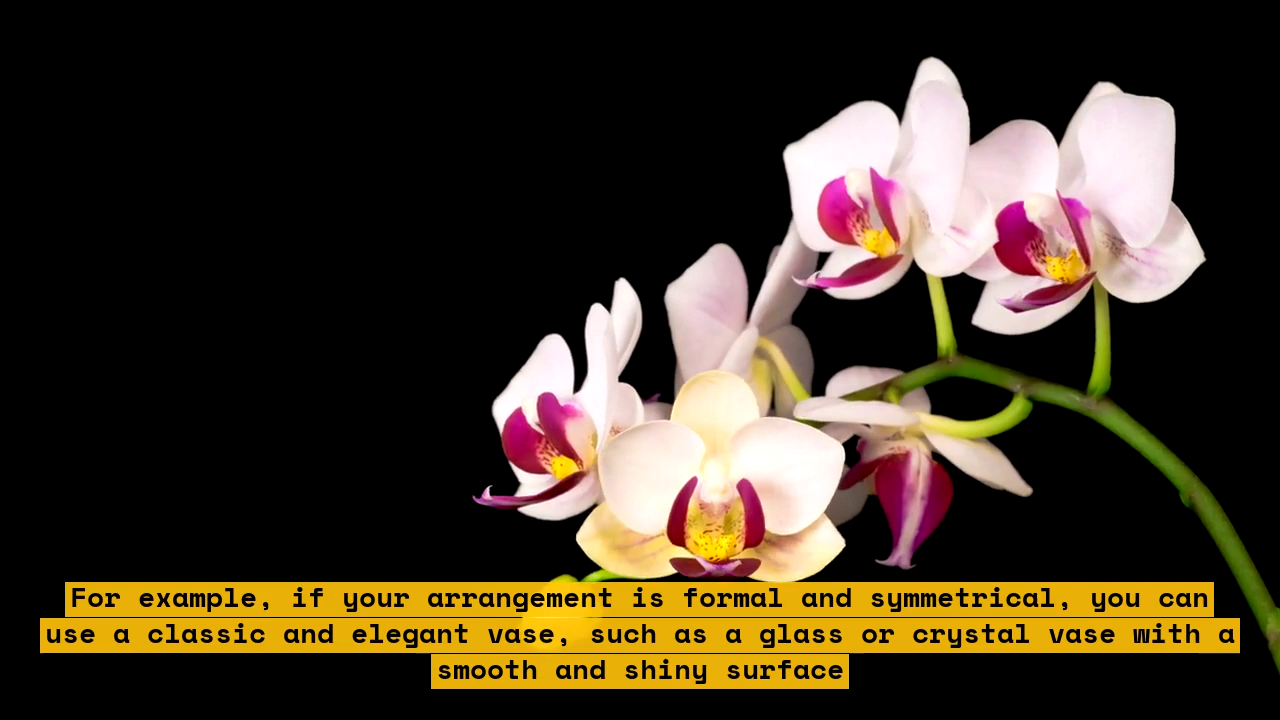 For example, if your arrangement is formal and symmetrical, you can
use a classic and elegant vase, such as a glass or crystal vase with a
smooth and shiny surface